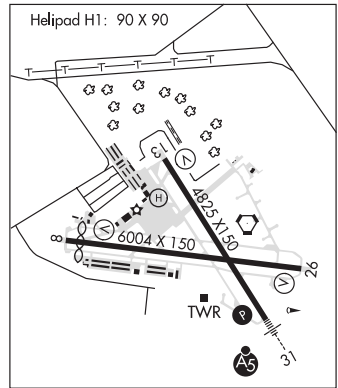 Helipad H1: 90 X 90
T T T T T T
13
V
4825 X 150
H
V
8
6004 X 150
26
V
TWR
P
A5
31